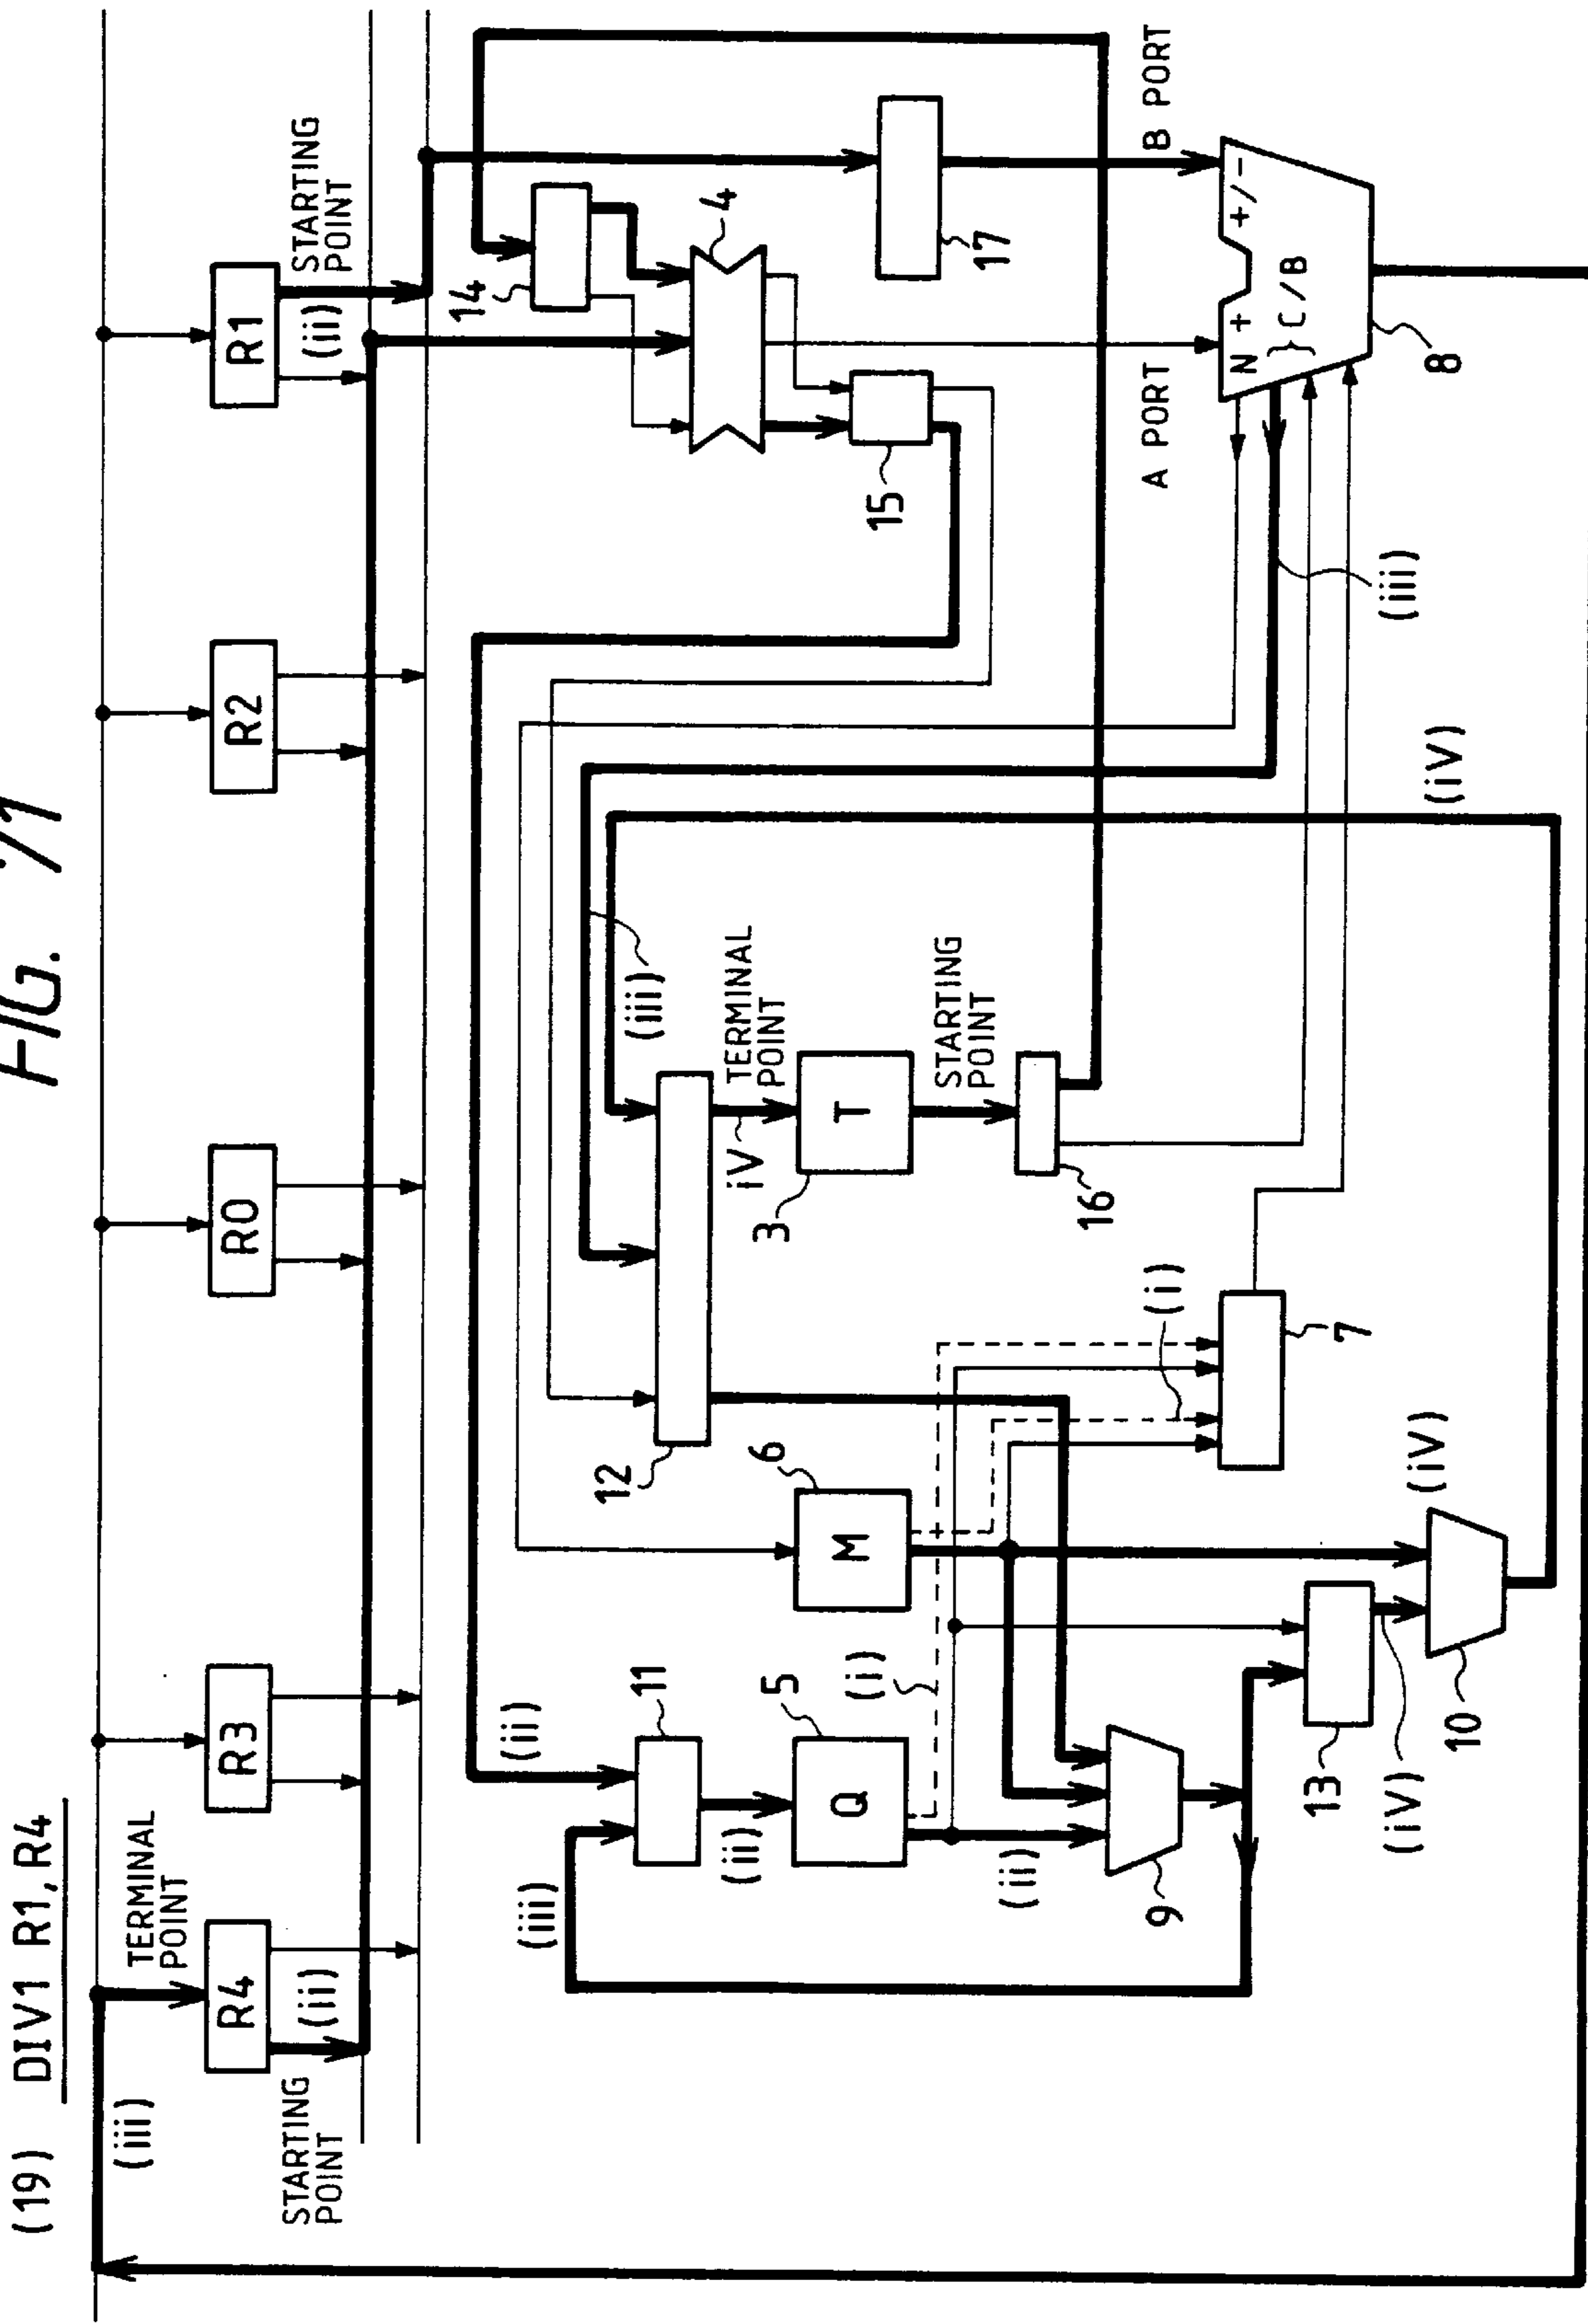 FIG. 71
(19) DIV1 R1,R4
(iii)
TERMINAL
POINT
R4
R3
R0
R2
R1
STARTING
POINT
(ii)
STARTING
POINT
(ii)
14
4
15
17
A PORT
B PORT
N + +/-
} C/B
8
(iii)
(iii)
(iV)
12
TERMINAL
POINT
iV
3
T
STARTING
POINT
16
6
M
(i)
7
(ii)
11
(iii)
(ii)
5
Q
(i)
(ii)
9
13
(iV)
10
(iV)